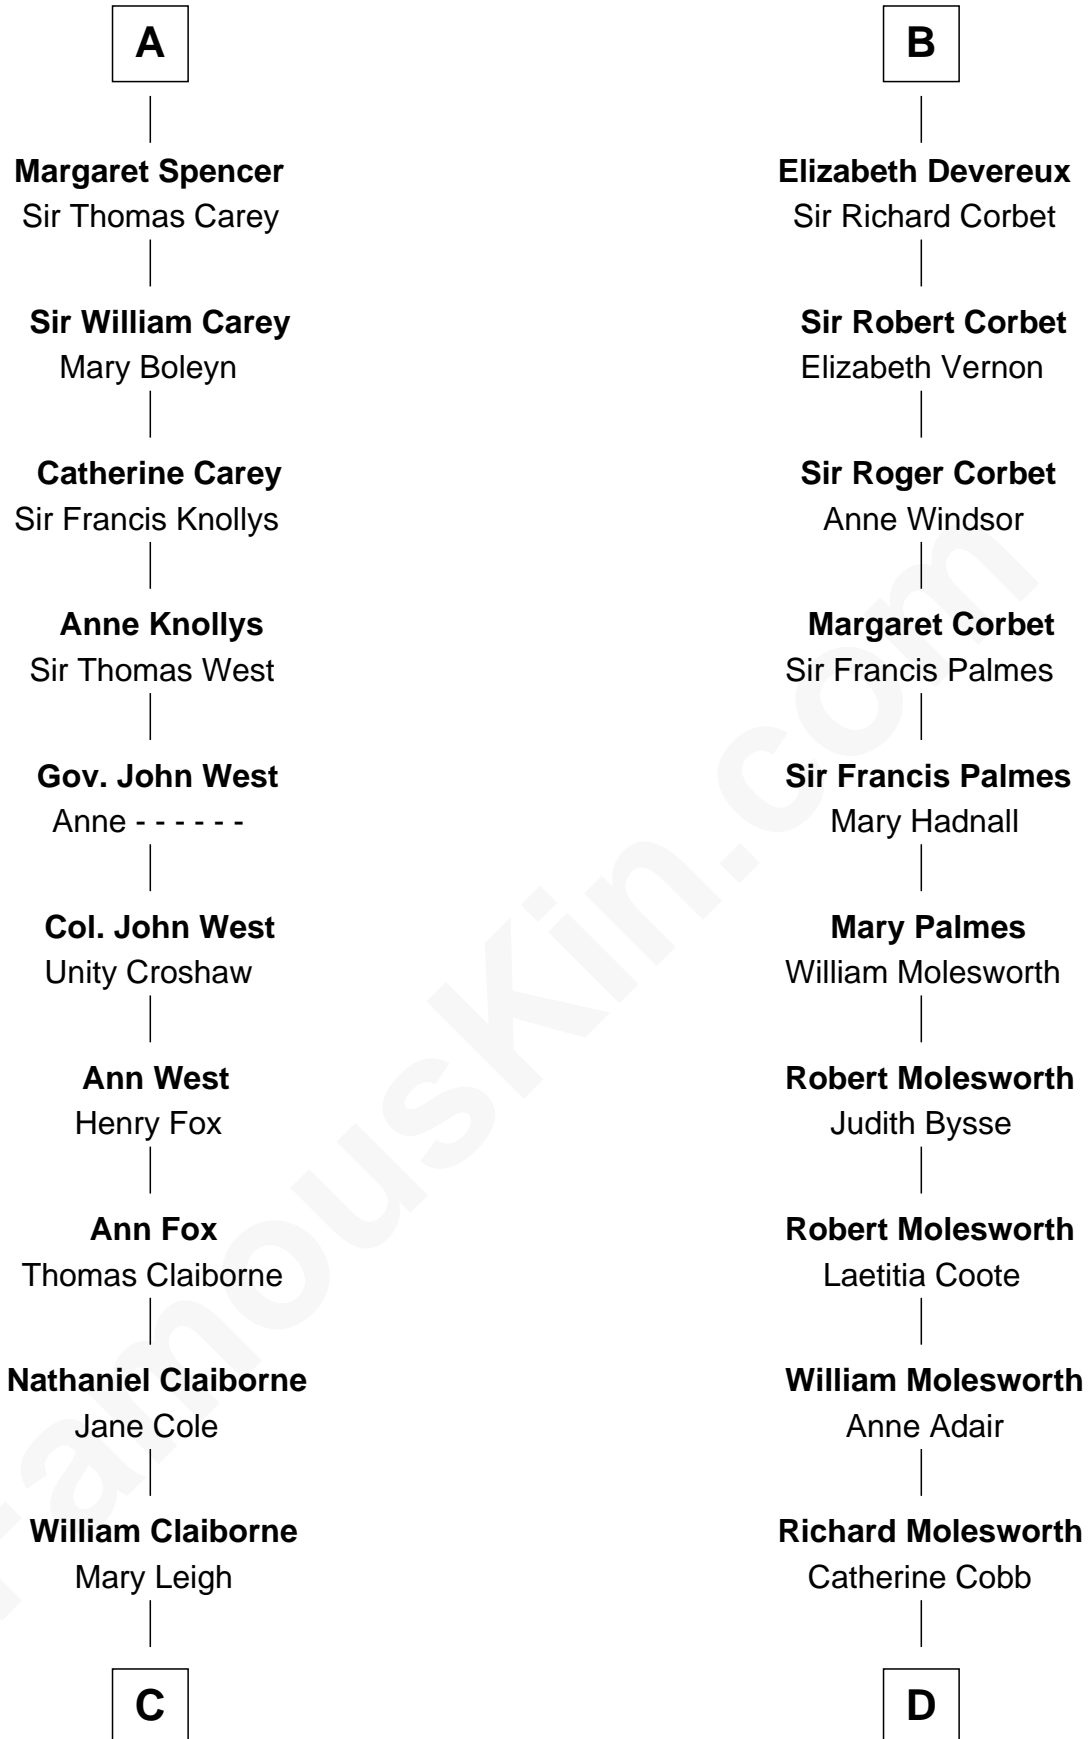 A
Margaret Spencer
Sir Thomas Carey
Sir William Carey
Mary Boleyn
Catherine Carey
Sir Francis Knollys
Anne Knollys
Sir Thomas West
Gov. John West
Anne - - - - - -
Col. John West
Unity Croshaw
Ann West
Henry Fox
Ann Fox
Thomas Claiborne
Nathaniel Claiborne
Jane Cole
William Claiborne
Mary Leigh
C
B
Elizabeth Devereux
Sir Richard Corbet
Sir Robert Corbet
Elizabeth Vernon
Sir Roger Corbet
Anne Windsor
Margaret Corbet
Sir Francis Palmes
Sir Francis Palmes
Mary Hadnall
Mary Palmes
William Molesworth
Robert Molesworth
Judith Bysse
Robert Molesworth
Laetitia Coote
William Molesworth
Anne Adair
Richard Molesworth
Catherine Cobb
D
FamousKin.com